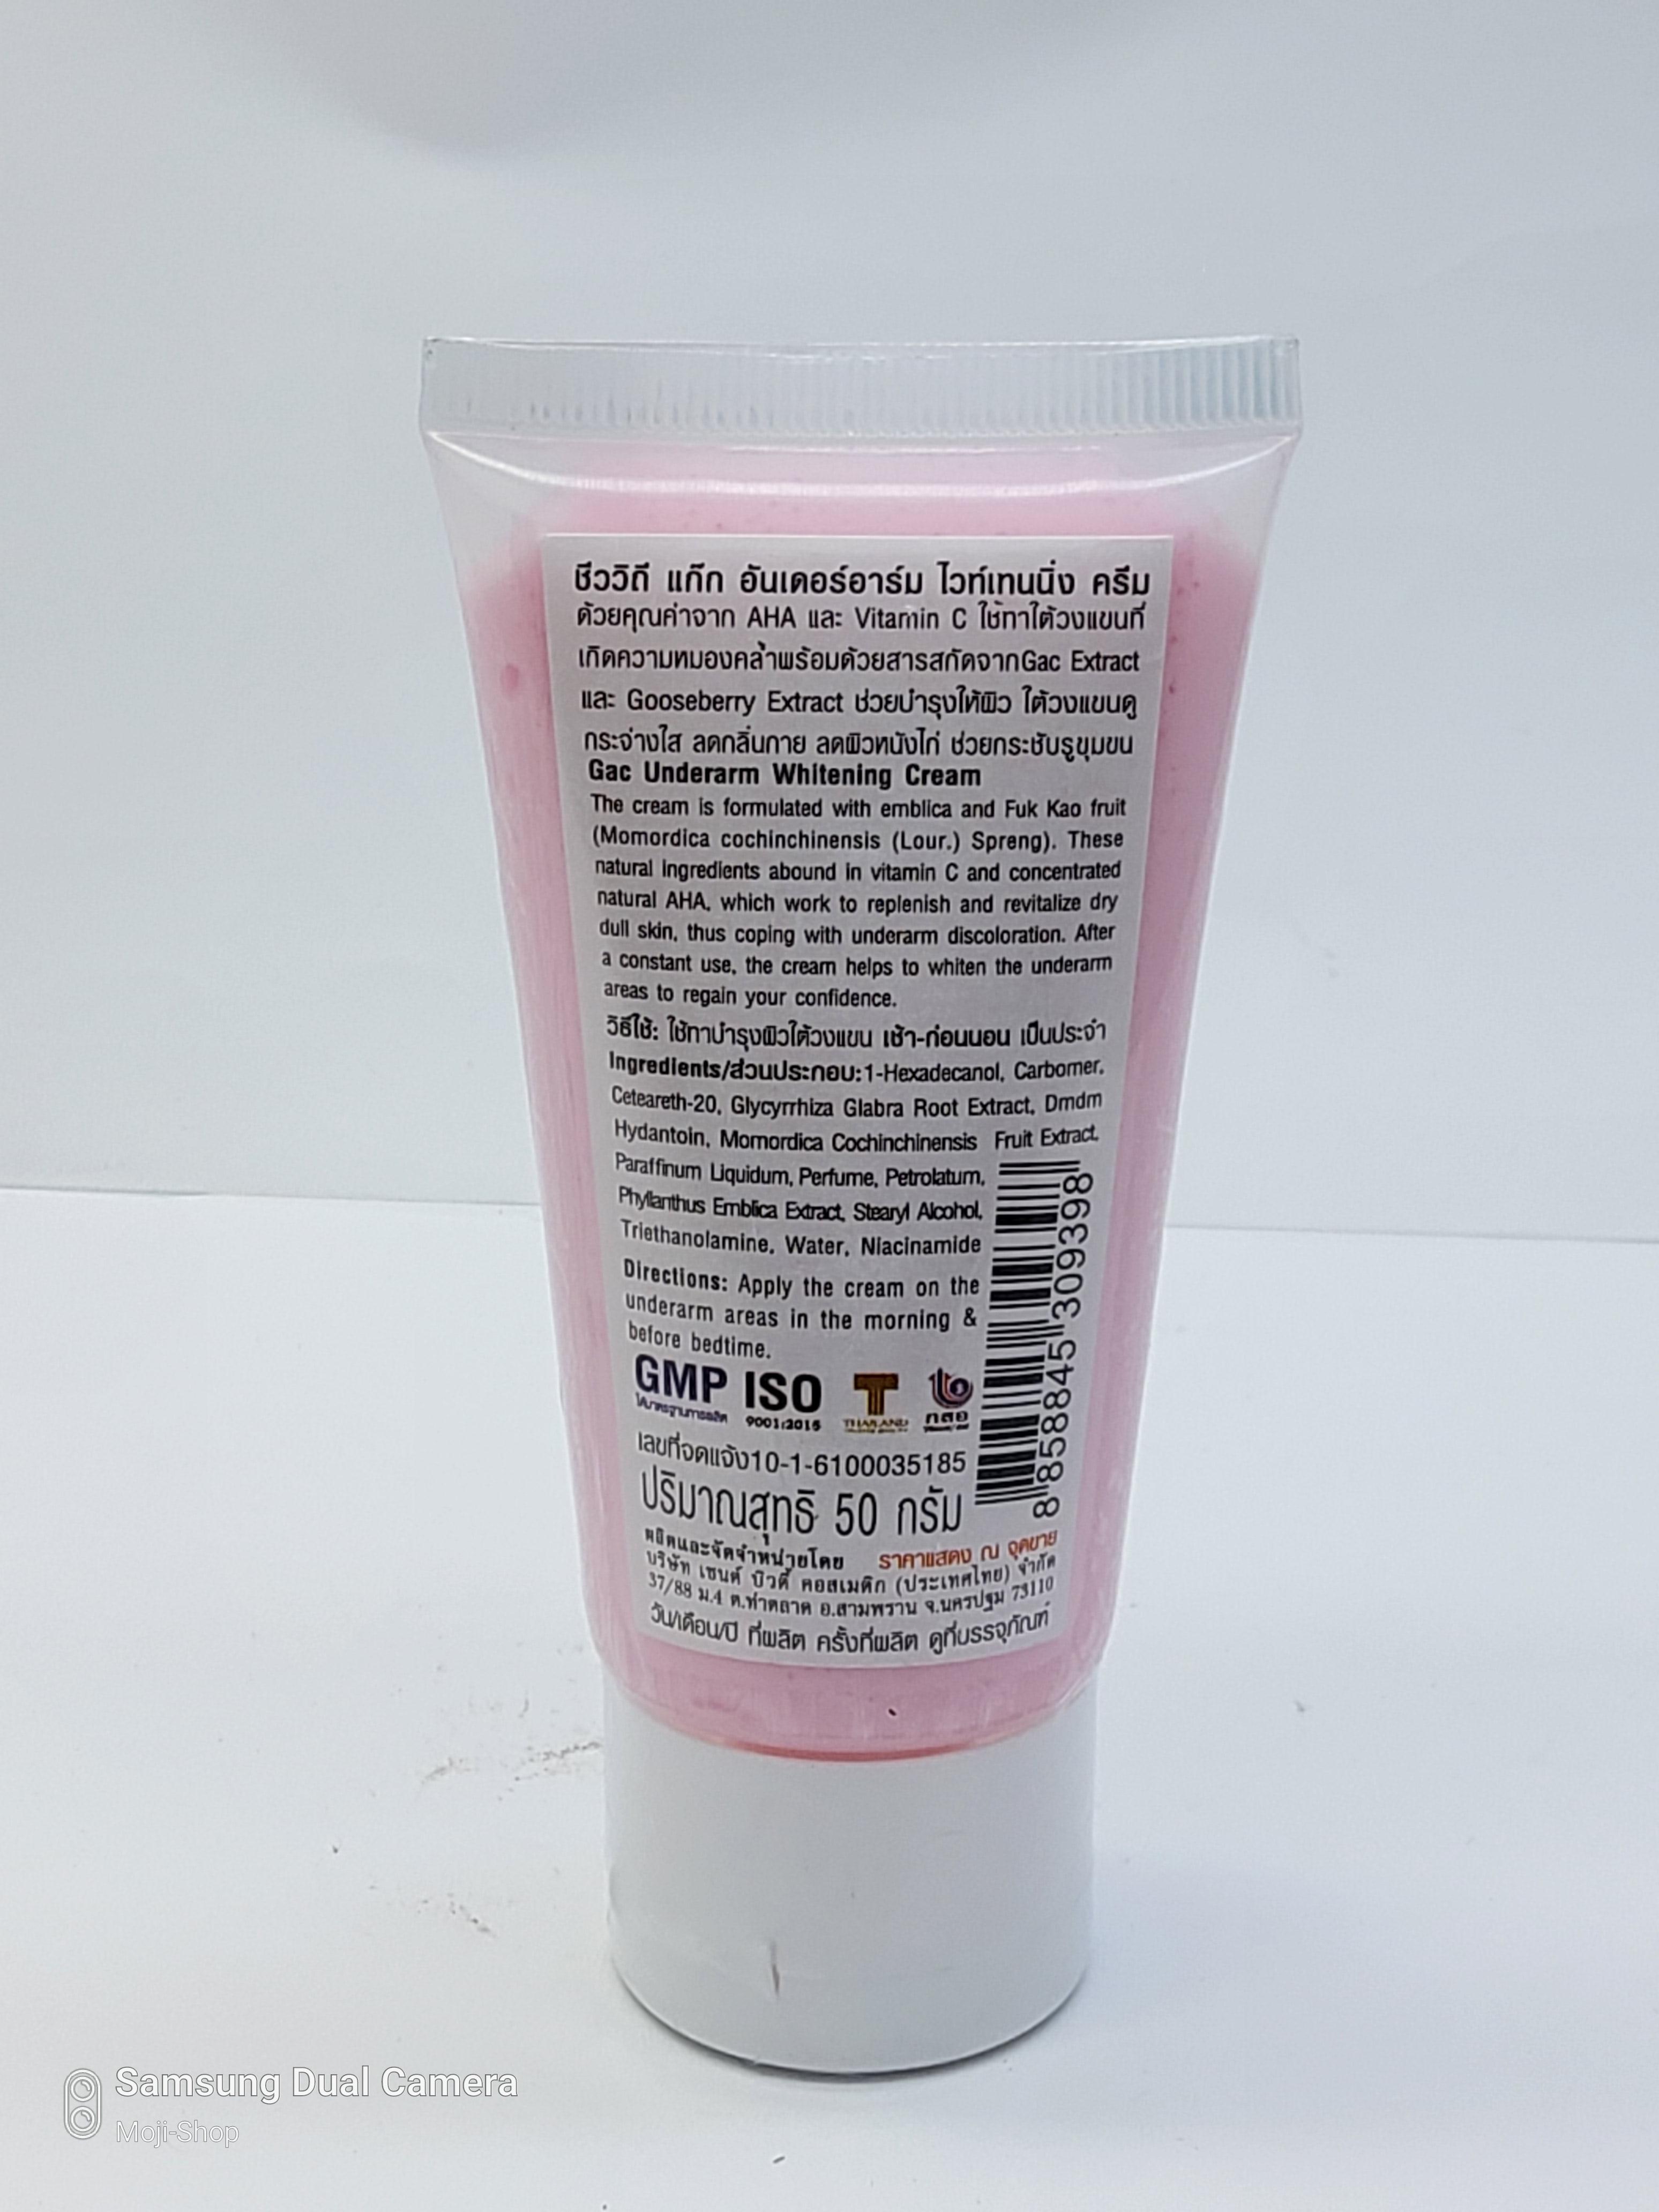 ชีววิถี แก๊ก อันเดอร์อาร์ม ไวท์เทนนิ่ง ครีม
ด้วยคุณค่าจาก AHA และ Vitamin C ใช้ทาใต้วงแขนที่
เกิดความหมองคล้ำพร้อมด้วยสารสกัดจากGac Extract
และ Gooseberry Extract ช่วยบำรุงให้ผิว ใต้วงแขนดู
กระจ่างใส ลดกลิ่นกาย ลดผิวหนังไก่ ช่วยกระชับรูขุมขน
Gac Underarm Whitening Cream
The cream is formulated with emblica and Fuk Kao fruit
(Momordica cochinchinensis (Lour.) Spreng). These
natural ingredients abound in vitamin C and concentrated
natural AHA, which work to replenish and revitalize dry
dull skin, thus coping with underarm discoloration. After
a constant use, the cream helps to whiten the underarm
areas to regain your confidence.
วิธีใช้: ใช้ทาบำรุงผิวใต้วงแขน เช้า-ก่อนนอน เป็นประจำ
Ingredients/ส่วนประกอบ:1-Hexadecanol, Carbomer,
Ceteareth-20, Glycyrrhiza Glabra Root Extract, Dmdm
Hydantoin, Momordica Cochinchinensis Fruit Extract,
Paraffinum Liquidum, Perfume, Petrolatum,
Phyllanthus Emblica Extract, Stearyl Alcohol,
Triethanolamine, Water, Niacinamide
Directions: Apply the cream on the
underarm areas in the morning &
before bedtime.
8 858845 309398
GMP ISO T
ได้มาตรฐานการผลิต 9001:2015 THAILAND กสอ
เลขที่จดแจ้ง10-1-6100035185
ปริมาณสุทธิ 50 กรัม
ผลิตและจัดจำหน่ายโดย ราคาแสดง ณ จุดขาย
บริษัท เซนต์ บิวตี้ คอสเมติก (ประเทศไทย) จำกัด
37/88 ม.4 ต.ท่าตลาด อ.สามพราน จ.นครปฐม 73110
วัน/เดือน/ปี ที่ผลิต ครั้งที่ผลิต ดูที่บรรจุภัณฑ์
Samsung Dual Camera
Moji-Shop